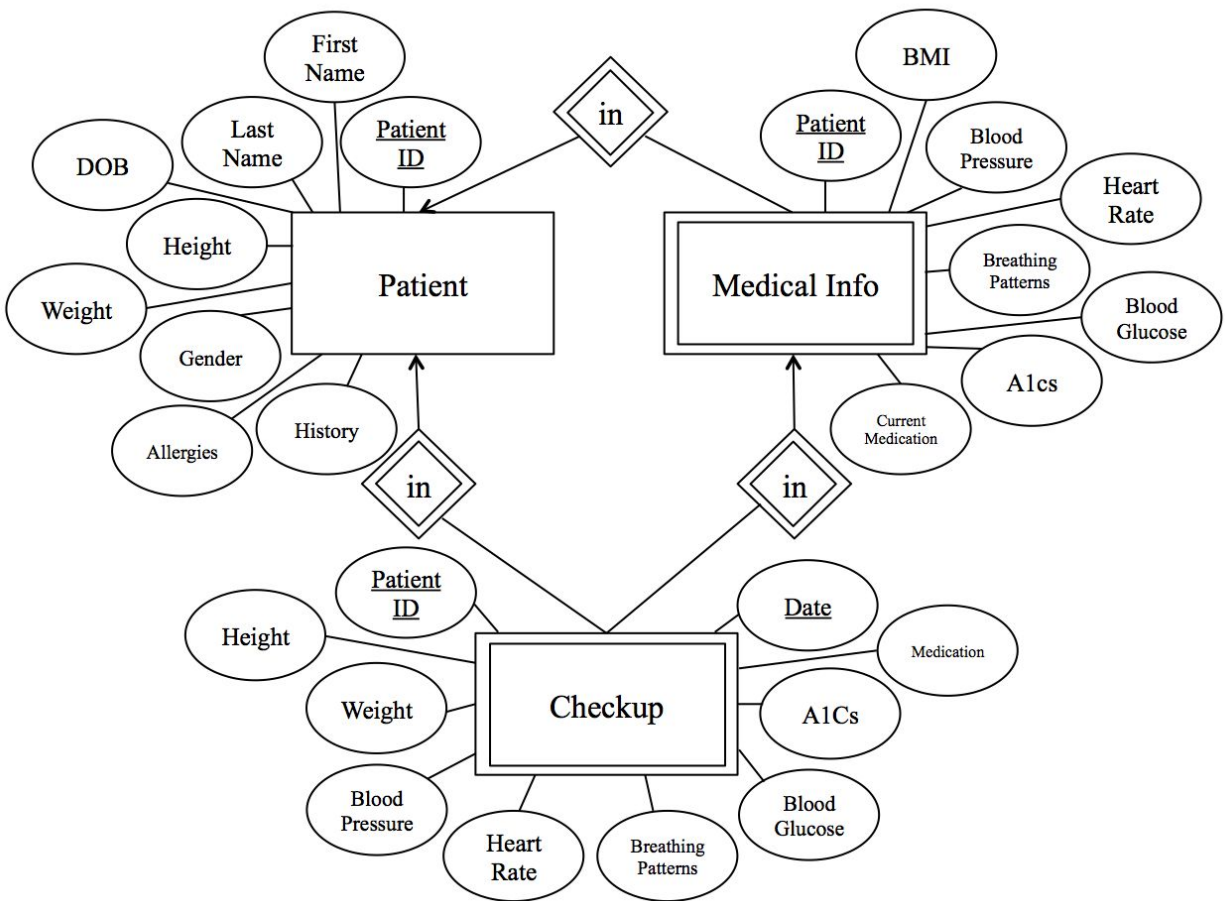 First
Name
in
BMI
Last
Name
Patient
ID
Patient
ID
Blood
Pressure
DOB
Heart
Rate
Height
Patient
Medical Info
Breathing
Patterns
Weight
Blood
Glucose
Gender
A1cs
Allergies
History
Current
Medication
in
in
Patient
ID
Date
Height
Medication
Weight
Checkup
A1Cs
Blood
Pressure
Heart
Rate
Breathing
Patterns
Blood
Glucose